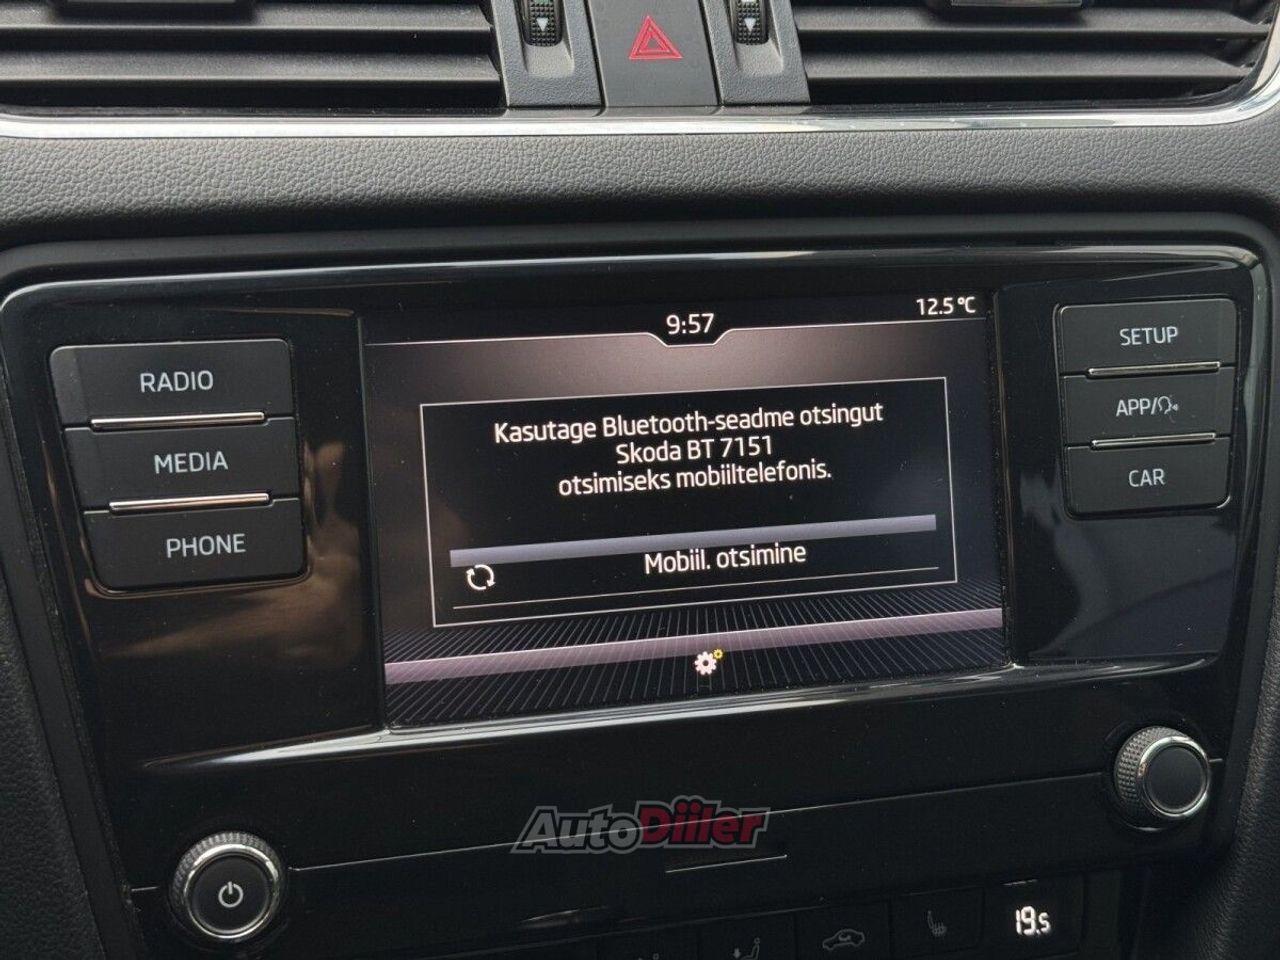 9:57
12.5°C
RADIO
MEDIA
PHONE
Kasutage Bluetooth-seadme otsingut
Skoda BT 7151
otsimiseks mobiiltelefonis.
Mobiil. otsimine
SETUP
APP/
CAR
AutoDiiler
19.5